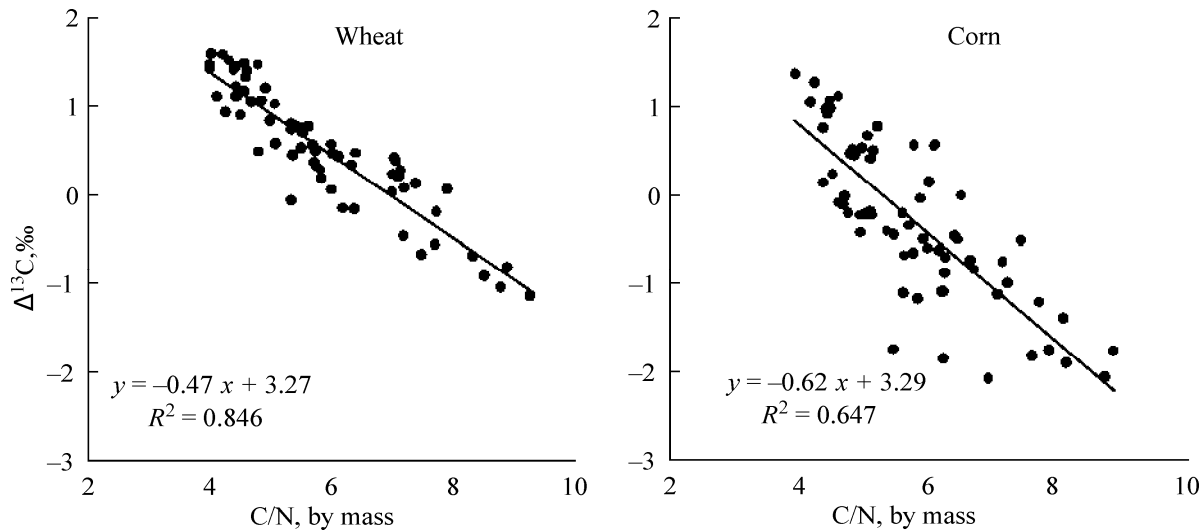 Wheat
2
1
0
–1
–2
–3
Δ¹³C,‰
y = –0.47 x + 3.27
R² = 0.846
2 4 6 8 10
C/N, by mass
Corn
2
1
0
–1
–2
–3
y = –0.62 x + 3.29
R² = 0.647
2 4 6 8 10
C/N, by mass